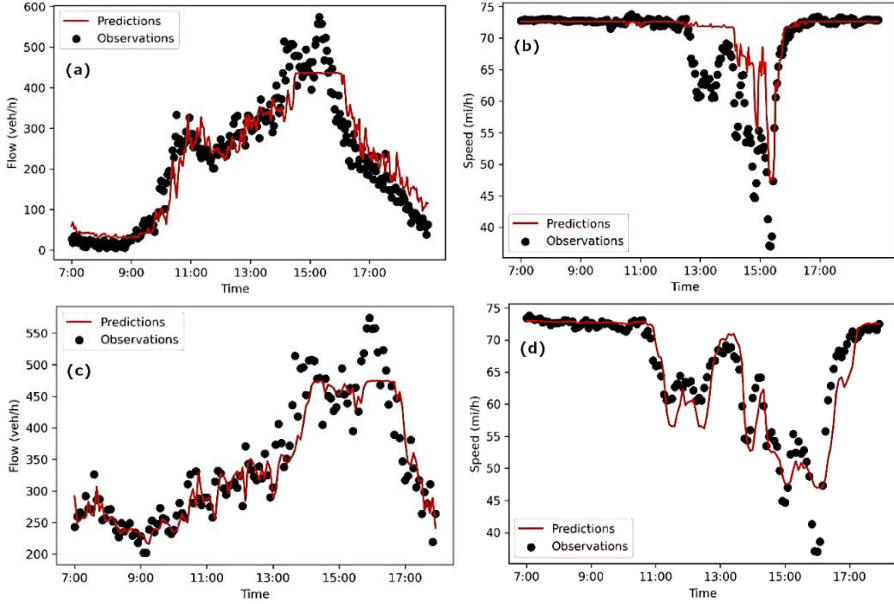 600
500
400
300
200
100
0
Flow (veh/h)
Predictions
Observations
(a)
7:00 9:00 11:00 13:00 15:00 17:00
Time
75
70
65
60
55
50
45
40
Speed (mi/h)
(b)
Predictions
Observations
7:00 9:00 11:00 13:00 15:00 17:00
Time
550
500
450
400
350
300
250
200
Flow (veh/h)
Predictions
Observations
(c)
7:00 9:00 11:00 13:00 15:00 17:00
Time
75
70
65
60
55
50
45
40
Speed (mi/h)
(d)
Predictions
Observations
7:00 9:00 11:00 13:00 15:00 17:00
Time